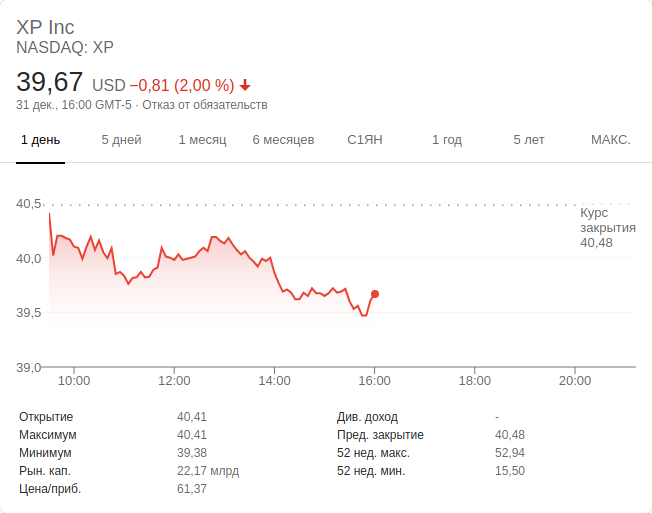 XP Inc
NASDAQ: XP
39,67 USD −0,81 (2,00 %)
31 дек., 16:00 GMT-5 · Отказ от обязательств
1 день 5 дней 1 месяц 6 месяцев С1ЯН 1 год 5 лет МАКС.
40,5
40,0
39,5
39,0
Курс
закрытия
40,48
10:00 12:00 14:00 16:00 18:00 20:00
Открытие 40,41 Див. доход -
Максимум 40,41 Пред. закрытие 40,48
Минимум 39,38 52 нед. макс. 52,94
Рын. кап. 22,17 млрд 52 нед. мин. 15,50
Цена/приб. 61,37